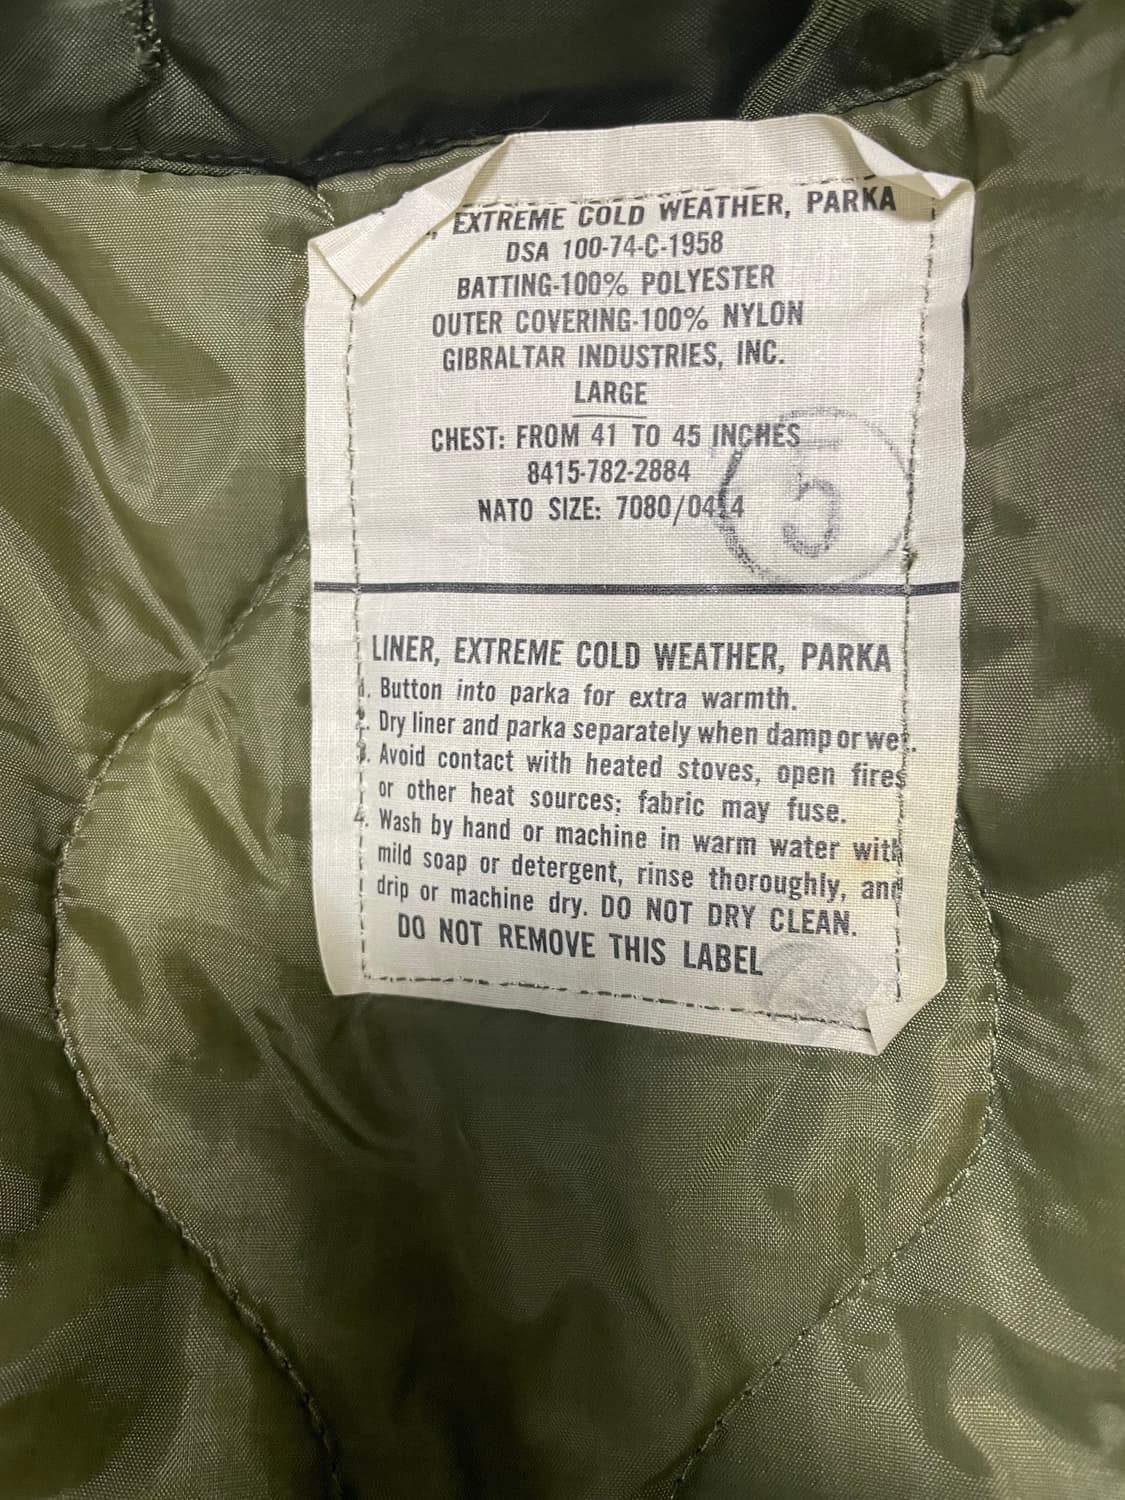 , EXTREME COLD WEATHER, PARKA
DSA 100-74-C-1958
BATTING-100% POLYESTER
OUTER COVERING-100% NYLON
GIBRALTAR INDUSTRIES, INC.
LARGE
CHEST: FROM 41 TO 45 INCHES
8415-782-2884
NATO SIZE: 7080/0414
5
LINER, EXTREME COLD WEATHER, PARKA
1. Button into parka for extra warmth.
2. Dry liner and parka separately when damp or wet.
3. Avoid contact with heated stoves, open fires
or other heat sources; fabric may fuse.
4. Wash by hand or machine in warm water with
mild soap or detergent, rinse thoroughly, and
drip or machine dry. DO NOT DRY CLEAN.
DO NOT REMOVE THIS LABEL